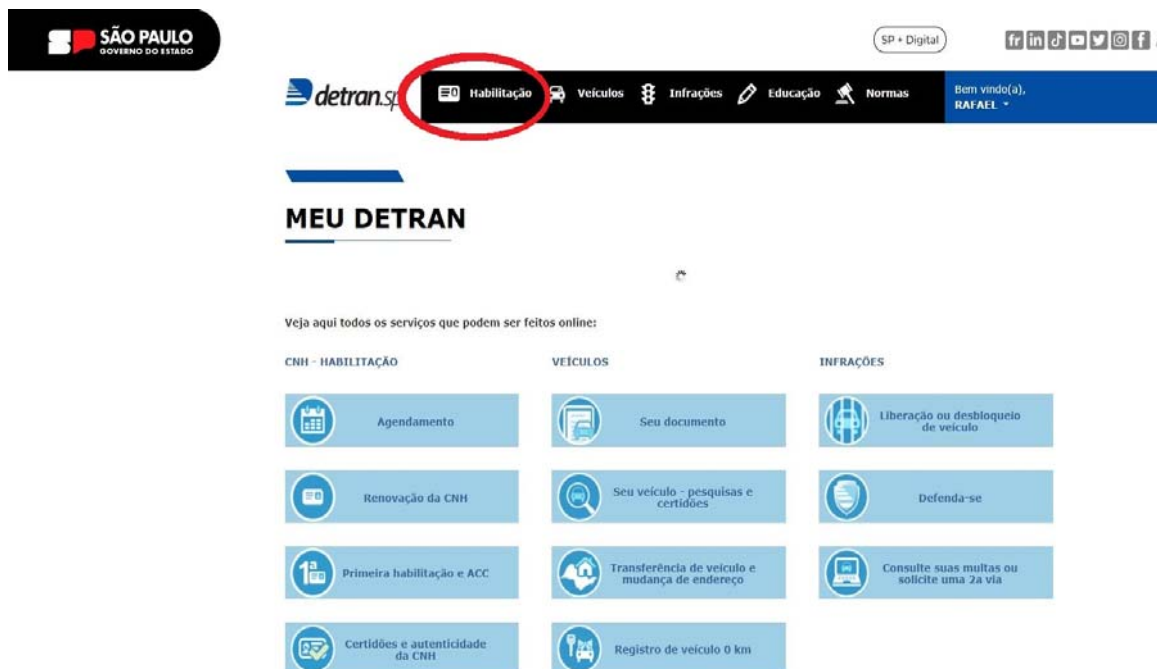 SÃO PAULO
GOVERNO DO ESTADO
SP + Digital
detran.sp
Habilitação
Veículos
Infrações
Educação
Normas
Bem vindo(a),
RAFAEL
MEU DETRAN
Veja aqui todos os serviços que podem ser feitos online:
CNH - HABILITAÇÃO
VEÍCULOS
INFRAÇÕES
Agendamento
Seu documento
Liberação ou desbloqueio
de veículo
Renovação da CNH
Seu veículo - pesquisas e
certidões
Defenda-se
Primeira habilitação e ACC
Transferência de veículo e
mudança de endereço
Consulte suas multas ou
solicite uma 2a via
Certidões e autenticidade
da CNH
Registro de veículo 0 km